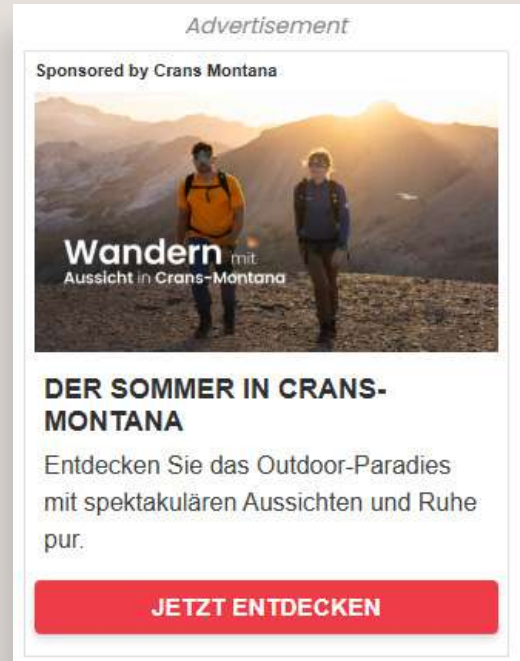 Advertisement
Sponsored by Crans Montana
Wandern mit
Aussicht in Crans-Montana
DER SOMMER IN CRANS-
MONTANA
Entdecken Sie das Outdoor-Paradies
mit spektakulären Aussichten und Ruhe
pur.
JETZT ENTDECKEN